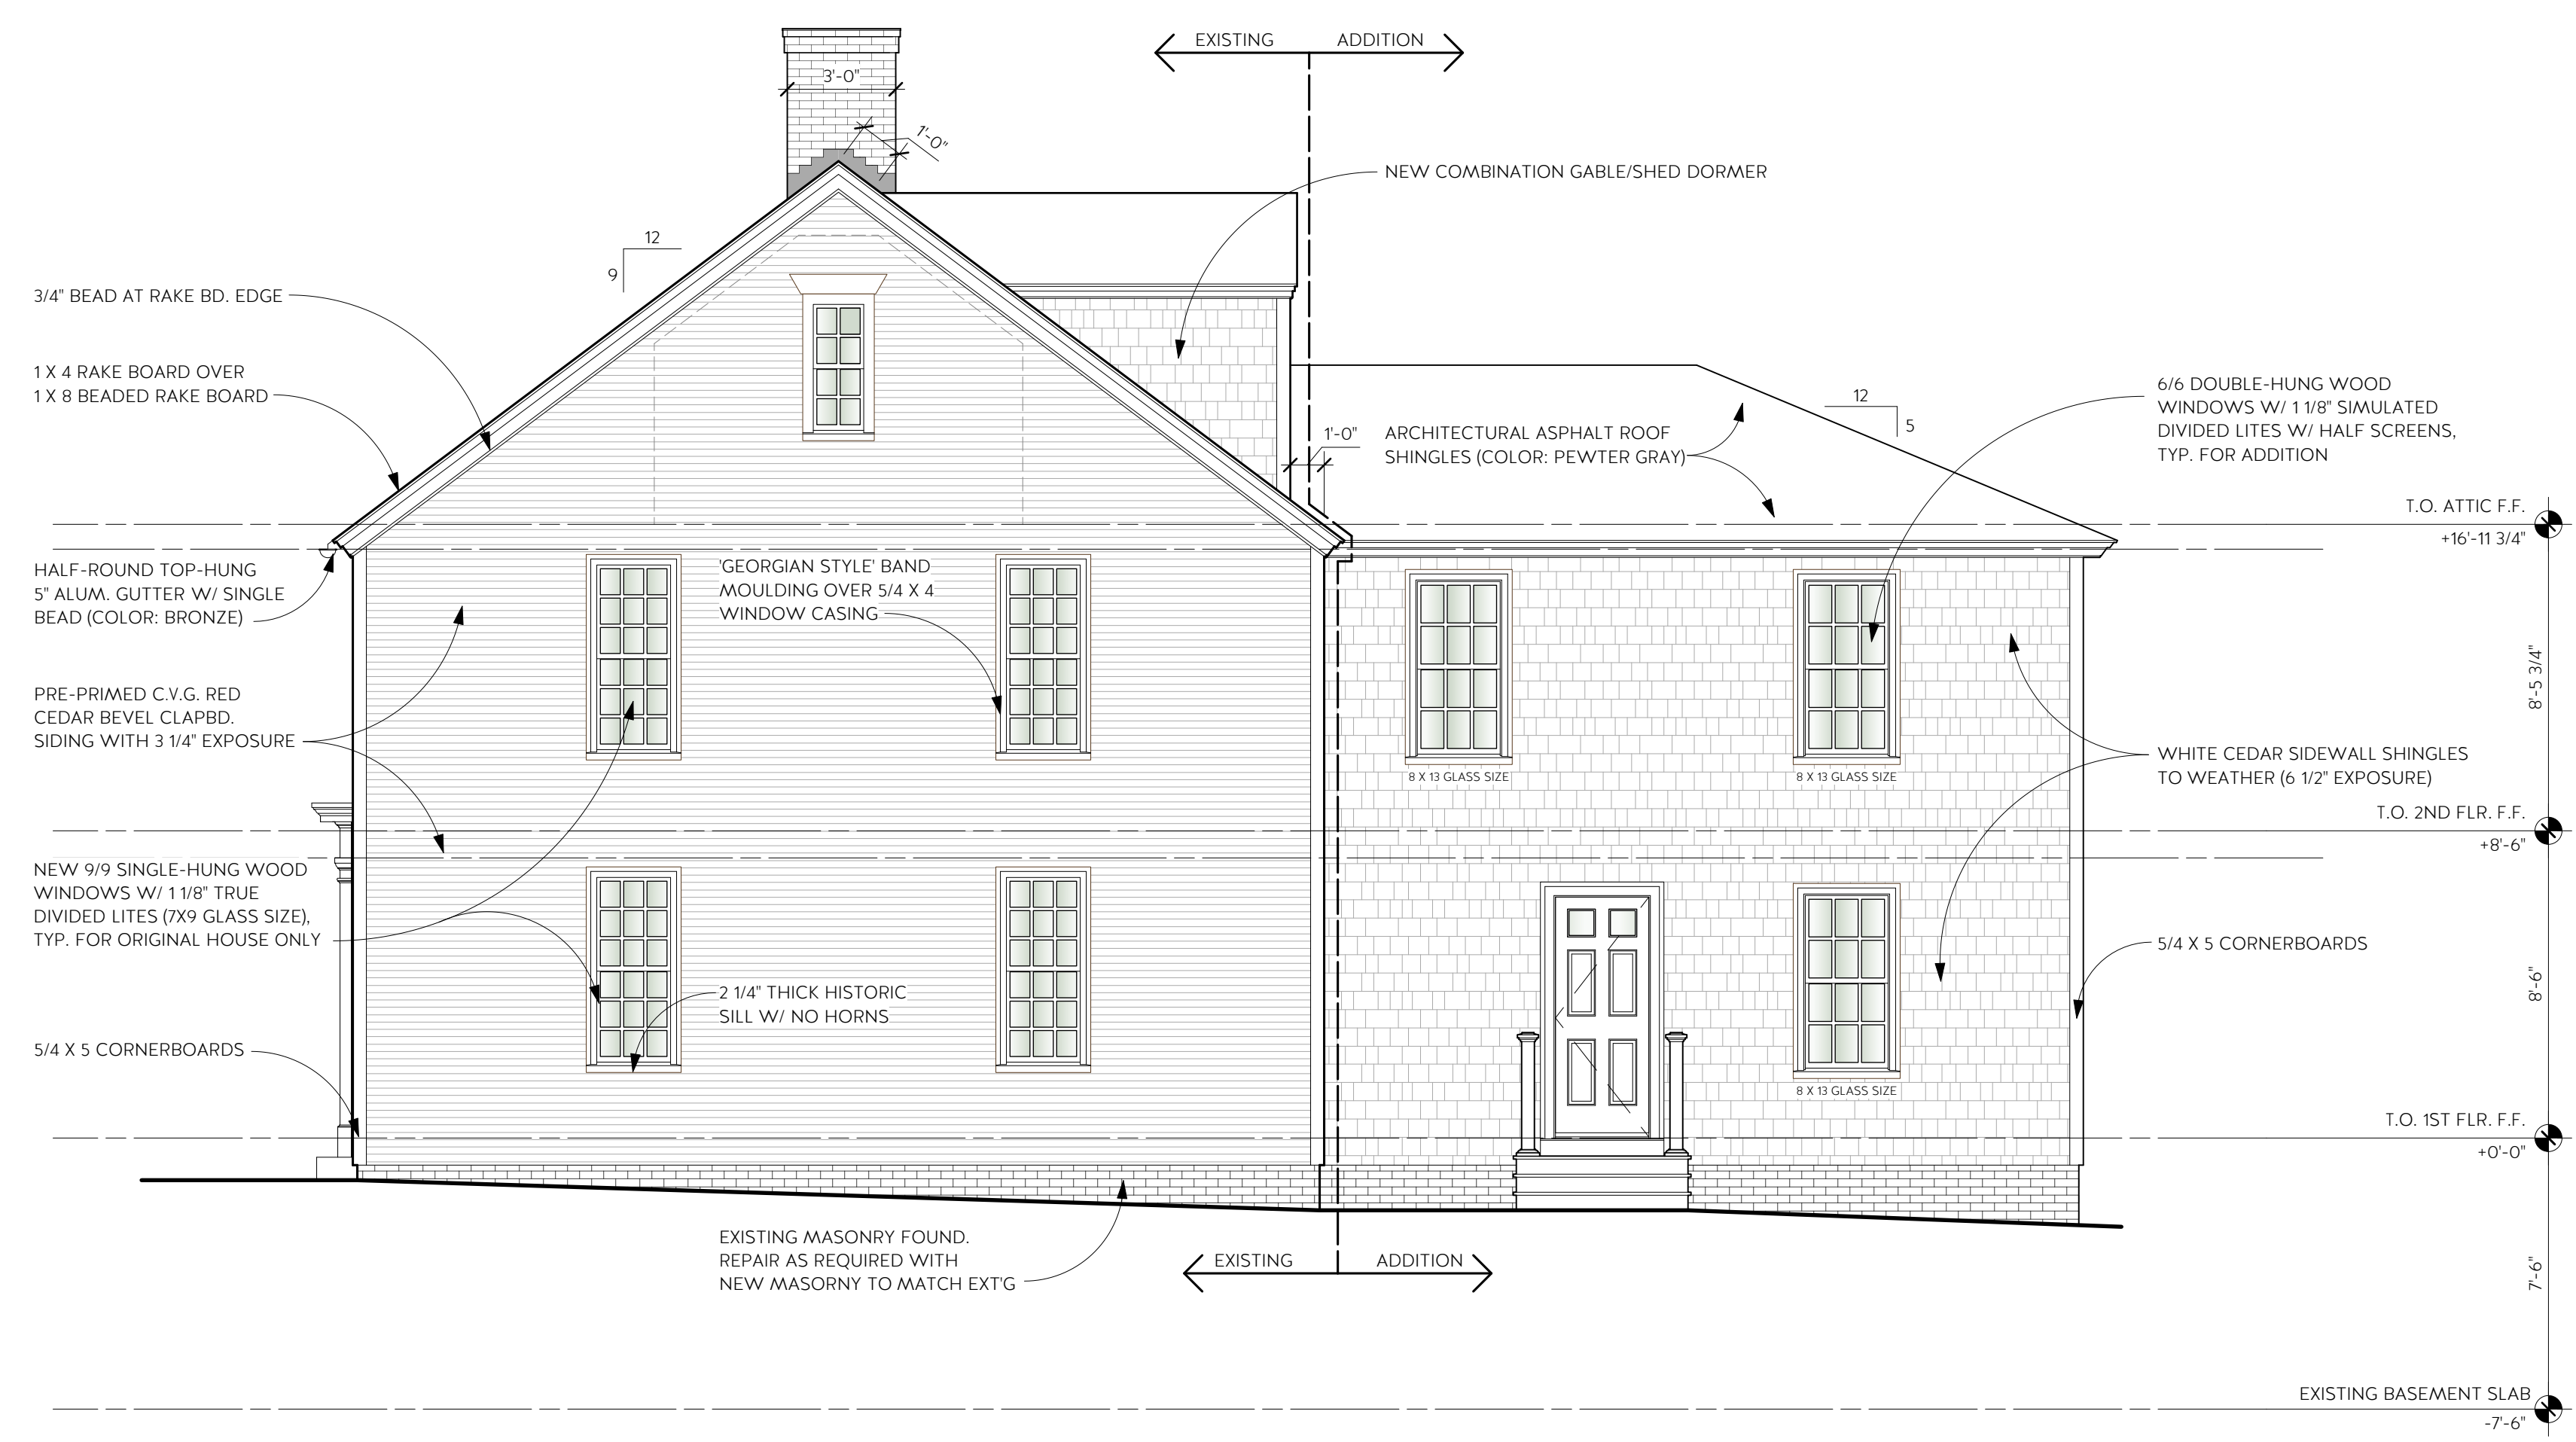 EXISTING
ADDITION
3'-0"
1'-0"
NEW COMBINATION GABLE/SHED DORMER
12
9
3/4" BEAD AT RAKE BD. EDGE
1 X 4 RAKE BOARD OVER
1 X 8 BEADED RAKE BOARD
12
5
6/6 DOUBLE-HUNG WOOD
WINDOWS W/ 1 1/8" SIMULATED
DIVIDED LITES W/ HALF SCREENS,
TYP. FOR ADDITION
1'-0"
ARCHITECTURAL ASPHALT ROOF
SHINGLES (COLOR: PEWTER GRAY)
T.O. ATTIC F.F.
+16'-11 3/4"
HALF-ROUND TOP-HUNG
5" ALUM. GUTTER W/ SINGLE
BEAD (COLOR: BRONZE)
'GEORGIAN STYLE' BAND
MOULDING OVER 5/4 X 4
WINDOW CASING
8'-5 3/4"
PRE-PRIMED C.V.G. RED
CEDAR BEVEL CLAPBD.
SIDING WITH 3 1/4" EXPOSURE
8 X 13 GLASS SIZE
8 X 13 GLASS SIZE
WHITE CEDAR SIDEWALL SHINGLES
TO WEATHER (6 1/2" EXPOSURE)
T.O. 2ND FLR. F.F.
+8'-6"
NEW 9/9 SINGLE-HUNG WOOD
WINDOWS W/ 1 1/8" TRUE
DIVIDED LITES (7X9 GLASS SIZE),
TYP. FOR ORIGINAL HOUSE ONLY
5/4 X 5 CORNERBOARDS
8'-6"
2 1/4" THICK HISTORIC
SILL W/ NO HORNS
5/4 X 5 CORNERBOARDS
8 X 13 GLASS SIZE
T.O. 1ST FLR. F.F.
+0'-0"
EXISTING MASONRY FOUND.
REPAIR AS REQUIRED WITH
NEW MASORNY TO MATCH EXT'G
EXISTING
ADDITION
7'-6"
EXISTING BASEMENT SLAB
-7'-6"